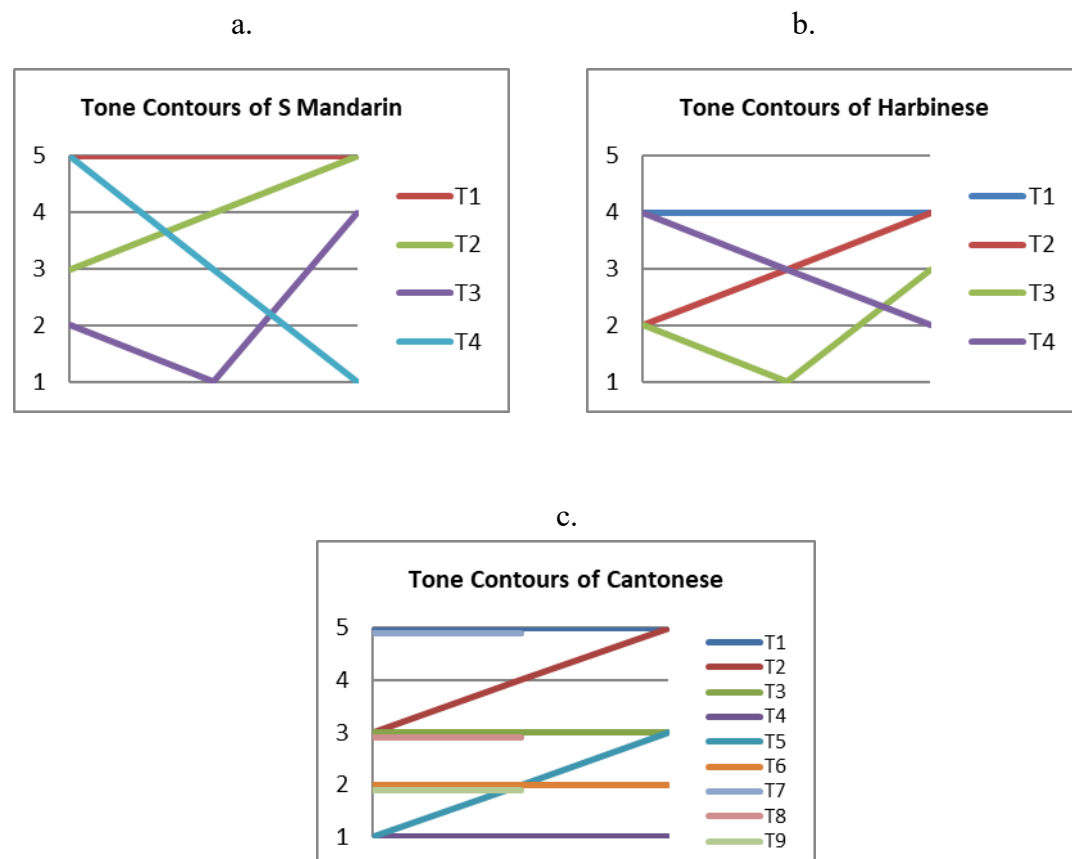 a.
Tone Contours of S Mandarin
5
4
3
2
1
T1
T2
T3
T4
b.
Tone Contours of Harbinese
5
4
3
2
1
T1
T2
T3
T4
c.
Tone Contours of Cantonese
5
4
3
2
1
T1
T2
T3
T4
T5
T6
T7
T8
T9